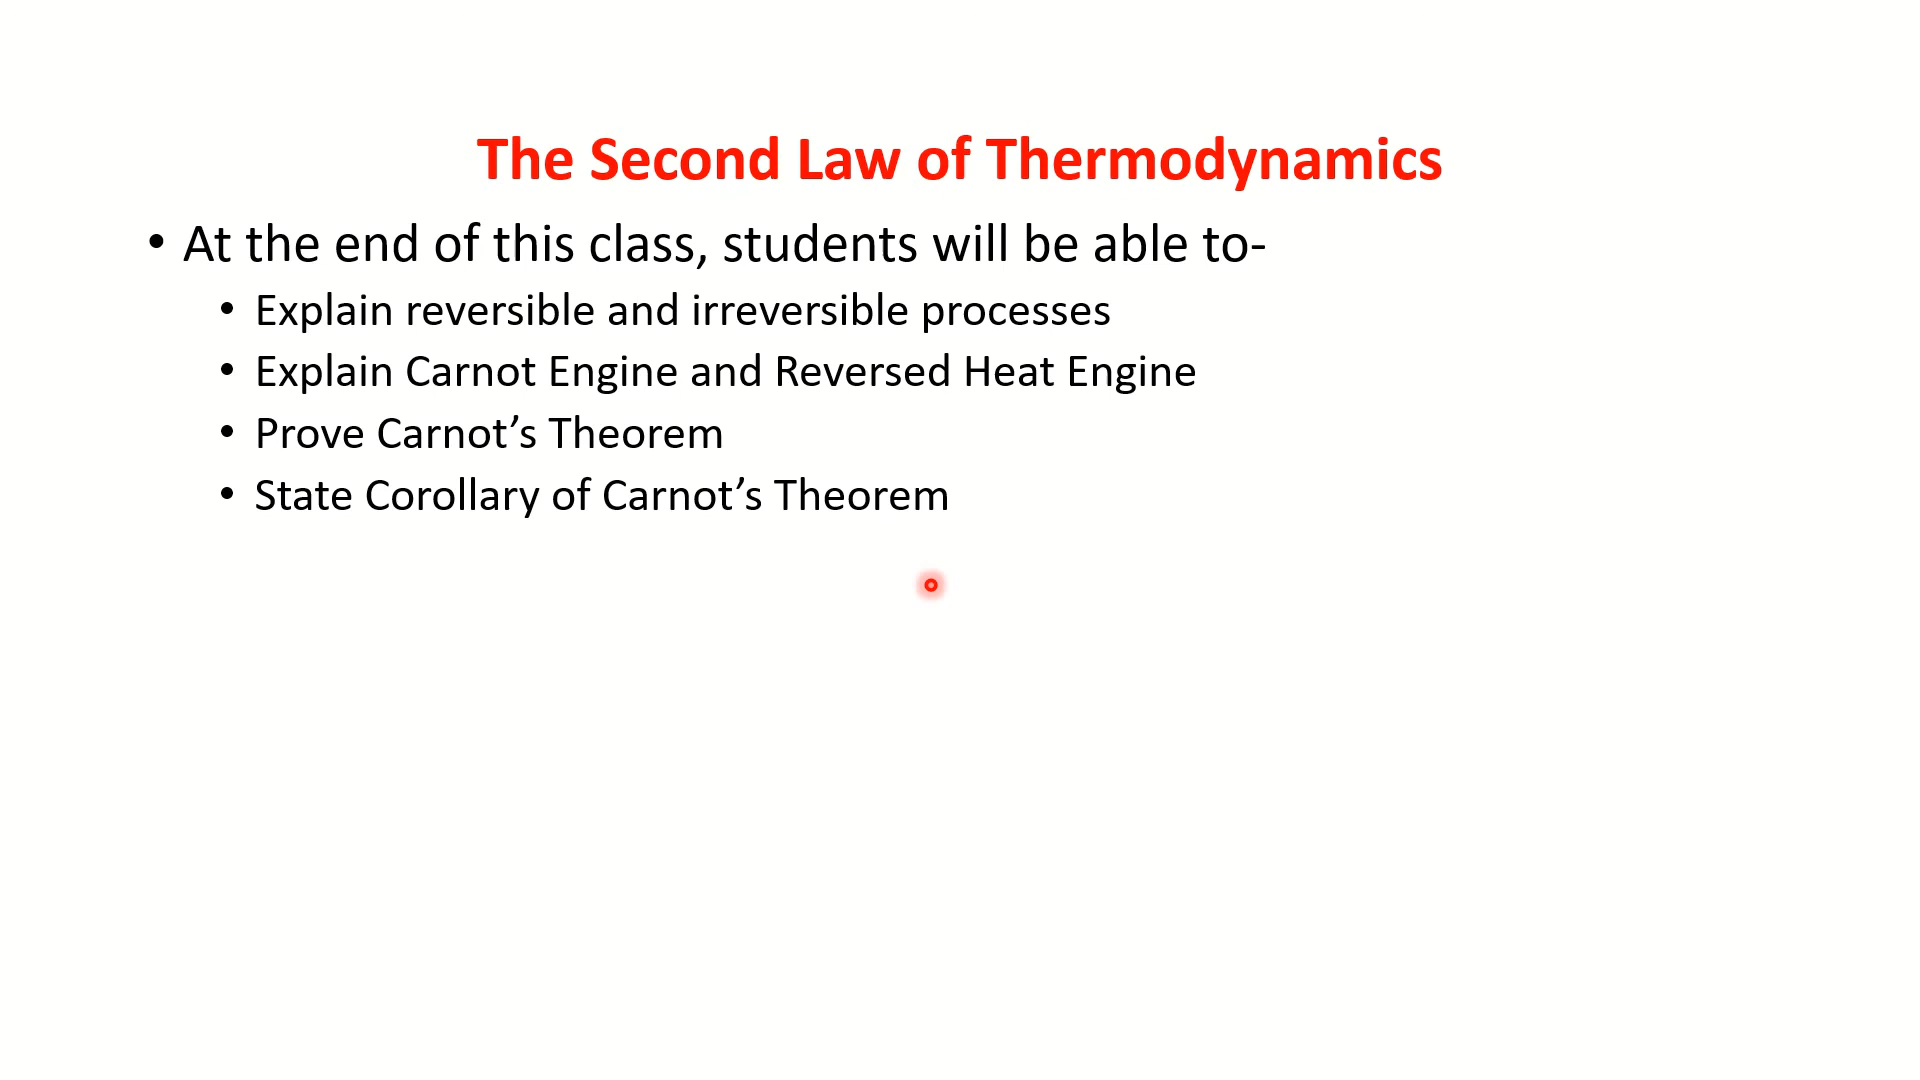 The Second Law of Thermodynamics
• At the end of this class, students will be able to-
• Explain reversible and irreversible processes
• Explain Carnot Engine and Reversed Heat Engine
• Prove Carnot’s Theorem
• State Corollary of Carnot’s Theorem